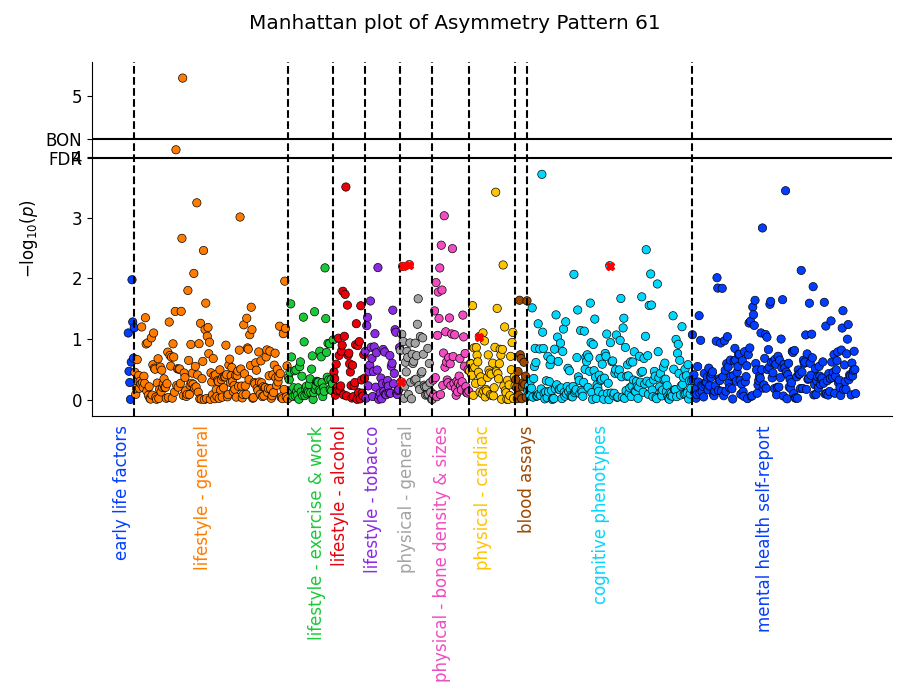 Manhattan plot of Asymmetry Pattern 61
−log10(p)
5
BON
4
FDR
3
2
1
0
early life factors
lifestyle - general
lifestyle - exercise & work
lifestyle - alcohol
lifestyle - tobacco
physical - general
physical - bone density & sizes
physical - cardiac
blood assays
cognitive phenotypes
mental health self-report